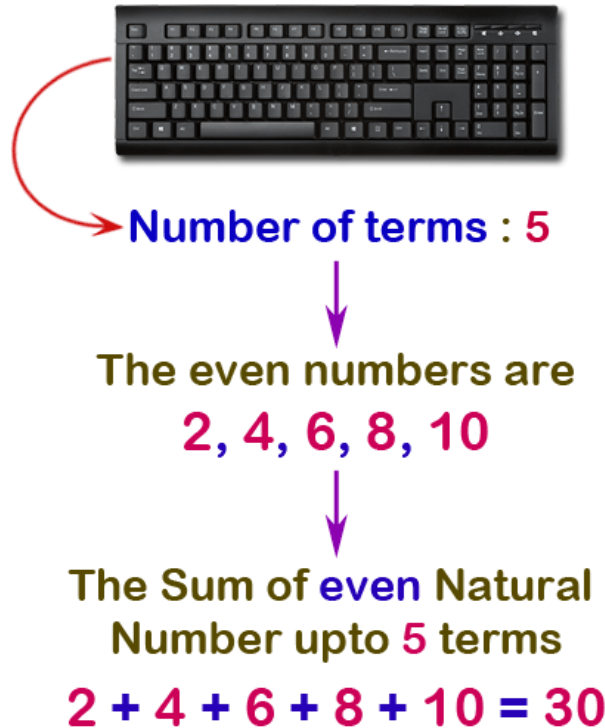 Number of terms : 5
The even numbers are
2, 4, 6, 8, 10
The Sum of even Natural
Number upto 5 terms
2 + 4 + 6 + 8 + 10 = 30